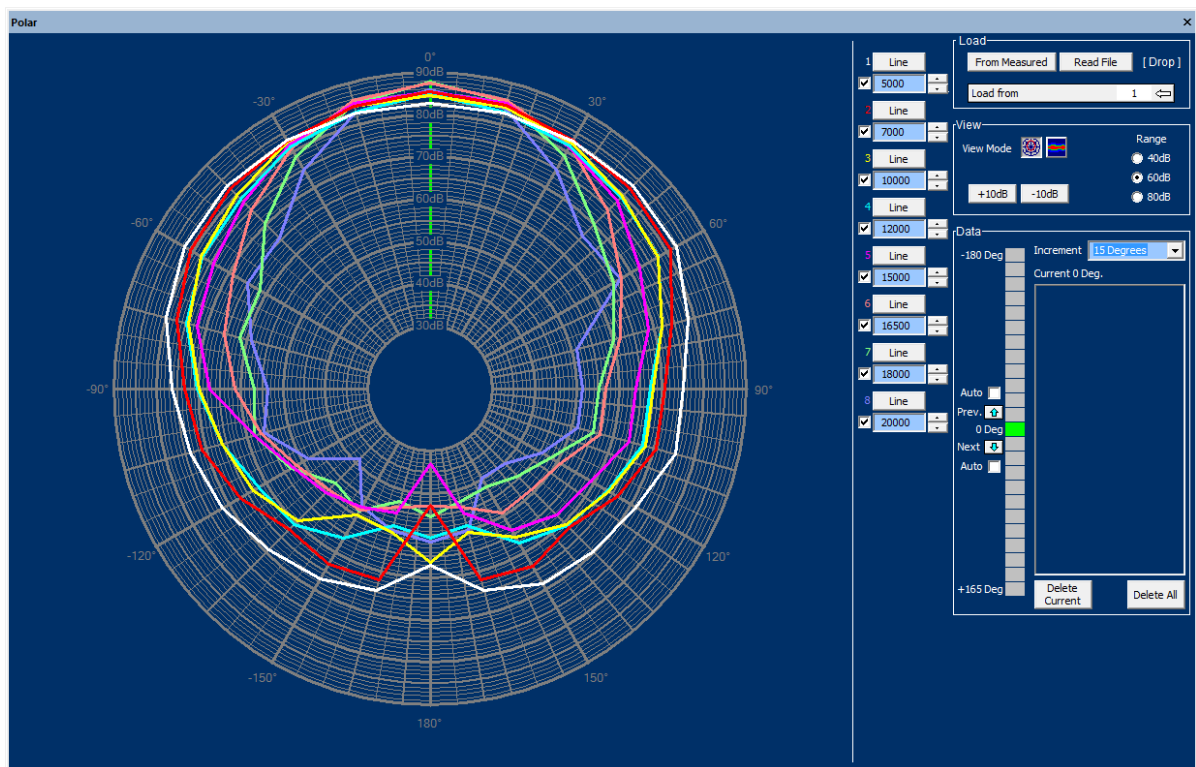 Polar
×
0°
90dB
80dB
70dB
60dB
50dB
40dB
30dB
-30°
30°
-60°
60°
-90°
90°
-120°
120°
-150°
150°
180°
1 Line
5000
2 Line
7000
3 Line
10000
4 Line
12000
5 Line
15000
6 Line
16500
7 Line
18000
8 Line
20000
Load
From Measured Read File [ Drop ]
Load from 1
View
View Mode
Range
40dB
60dB
80dB
+10dB -10dB
Data
-180 Deg
Increment 15 Degrees
Current 0 Deg.
Auto
Prev.
0 Deg
Next
Auto
+165 Deg
Delete
Current
Delete All